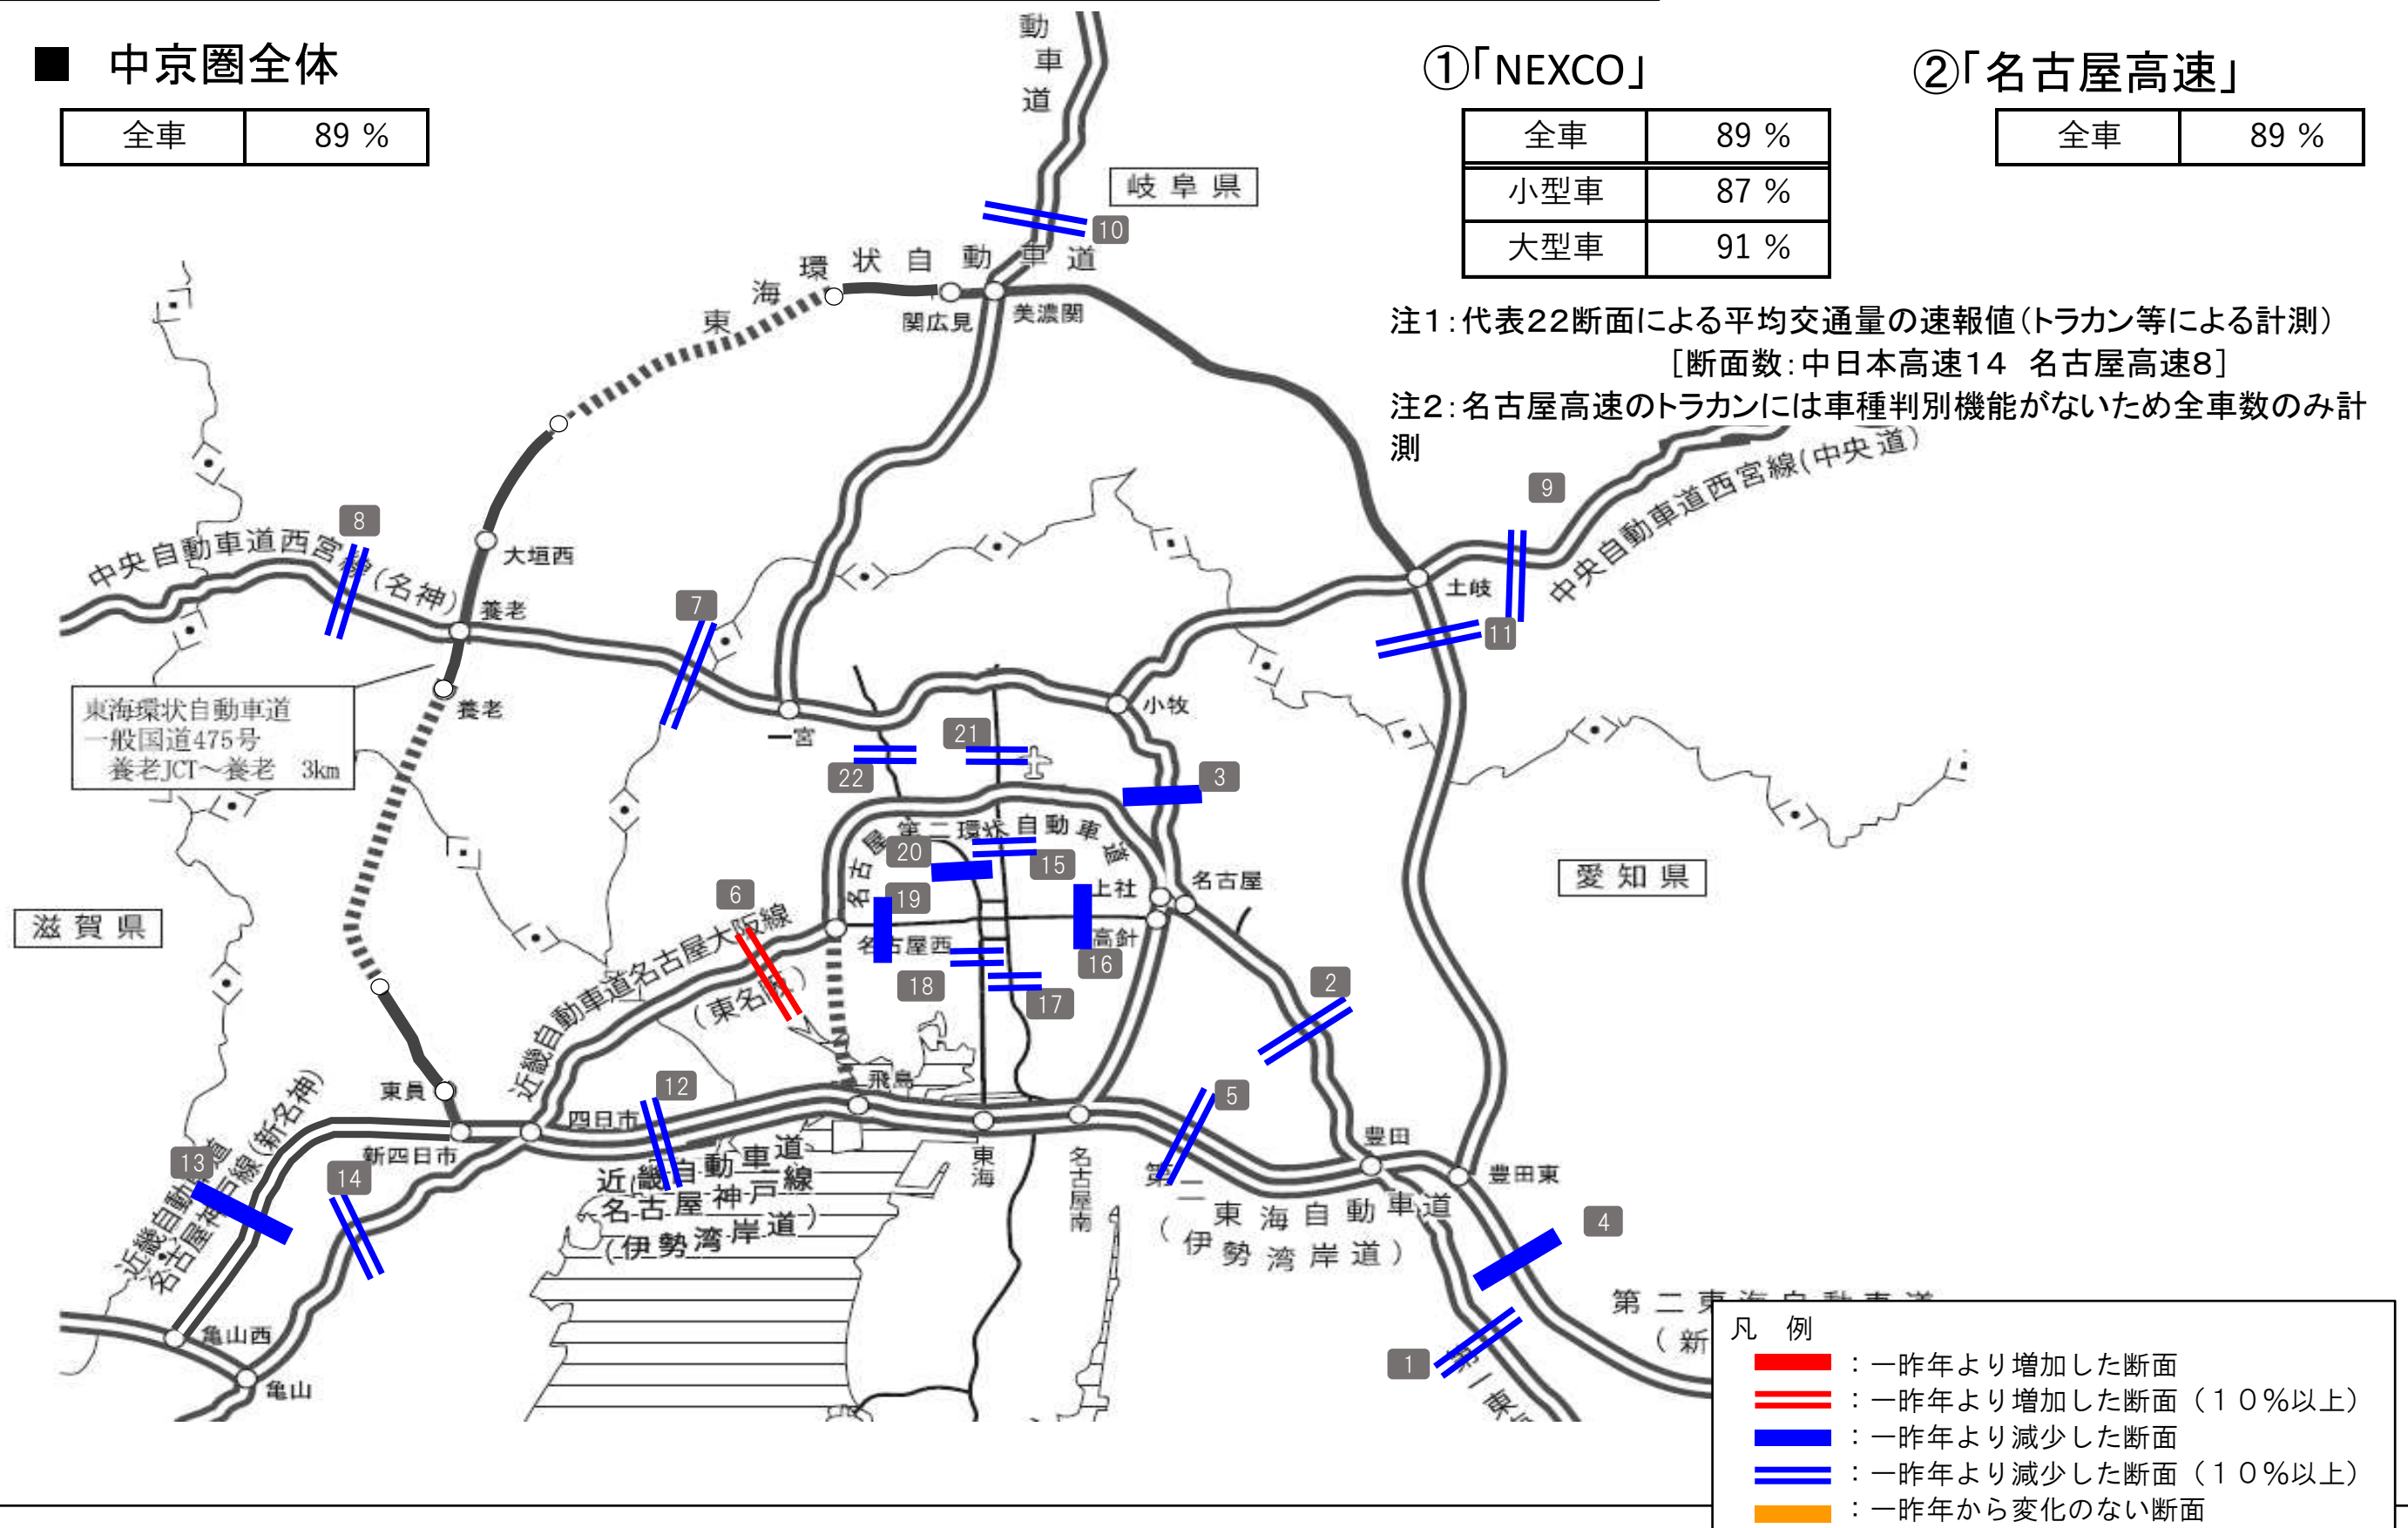 ■ 中京圏全体
全車 89 %
①「NEXCO」
全車 89 %
小型車 87 %
大型車 91 %
②「名古屋高速」
全車 89 %
注1:代表22断面による平均交通量の速報値(トラカン等による計測)
[断面数:中日本高速14 名古屋高速8]
注2:名古屋高速のトラカンには車種判別機能がないため全車数のみ計
測
動車道
岐阜県
10
東海環状自動車道
関広見
美濃関
9
中央自動車道西宮線(中央道)
8
中央自動車道西宮線(名神)
大垣西
養老
7
土岐
11
東海環状自動車道
一般国道475号
養老JCT~養老 3km
養老
一宮
小牧
21
22
3
名古屋第二環状自動車道
20
15
上社
名古屋
愛知県
19
6
滋賀県
名古屋西
高針
16
18
17
2
近畿自動車道名古屋大阪線
(東名阪)
飛島
東員
12
四日市
5
新四日市
13
14
近畿自動車道
名古屋神戸線(新名神)
近畿自動車道
名古屋神戸線
(伊勢湾岸道)
東海
名古屋南
豊田
豊田東
第二東海自動車道
(伊勢湾岸道)
4
第二東海自動車道
(新
1
第一東
亀山西
亀山
凡 例
:一昨年より増加した断面
:一昨年より増加した断面(10%以上)
:一昨年より減少した断面
:一昨年より減少した断面(10%以上)
:一昨年から変化のない断面